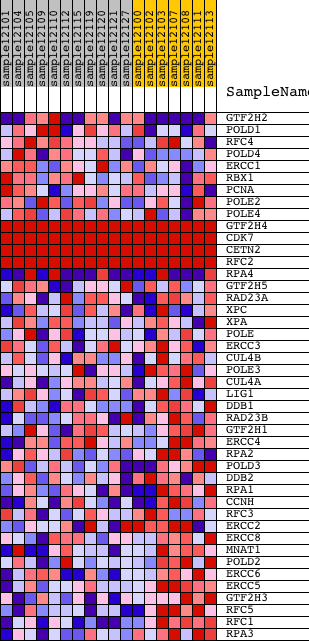 sample12101
sample12104
sample12105
sample12109
sample12110
sample12112
sample12115
sample12119
sample12120
sample12121
sample12127
sample12100
sample12102
sample12103
sample12107
sample12108
sample12111
sample12113
SampleName
GTF2H2
POLD1
RFC4
POLD4
ERCC1
RBX1
PCNA
POLE2
POLE4
GTF2H4
CDK7
CETN2
RFC2
RPA4
GTF2H5
RAD23A
XPC
XPA
POLE
ERCC3
CUL4B
POLE3
CUL4A
LIG1
DDB1
RAD23B
GTF2H1
ERCC4
RPA2
POLD3
DDB2
RPA1
CCNH
RFC3
ERCC2
ERCC8
MNAT1
POLD2
ERCC6
ERCC5
GTF2H3
RFC5
RFC1
RPA3